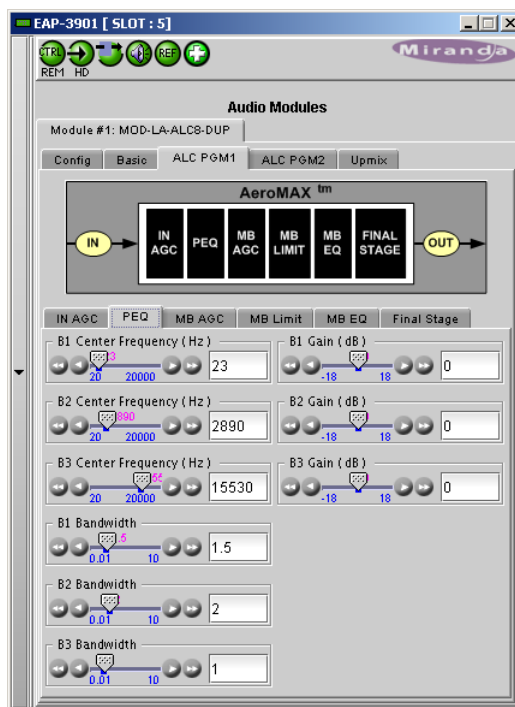 EAP-3901 [ SLOT : 5]
CTRL REF
REM HD
Miranda
Audio Modules
Module #1: MOD-LA-ALC8-DUP
Config Basic ALC PGM1 ALC PGM2 Upmix
AeroMAX tm
IN IN AGC PEQ MB AGC MB LIMIT MB EQ FINAL STAGE OUT
IN AGC PEQ MB AGC MB Limit MB EQ Final Stage
B1 Center Frequency ( Hz ) B1 Gain ( dB )
20 20000 23 -18 18 0
B2 Center Frequency ( Hz ) B2 Gain ( dB )
20 20000 2890 -18 18 0
B3 Center Frequency ( Hz ) B3 Gain ( dB )
20 20000 15530 -18 18 0
B1 Bandwidth
0.01 10 1.5
B2 Bandwidth
0.01 10 2
B3 Bandwidth
0.01 10 1